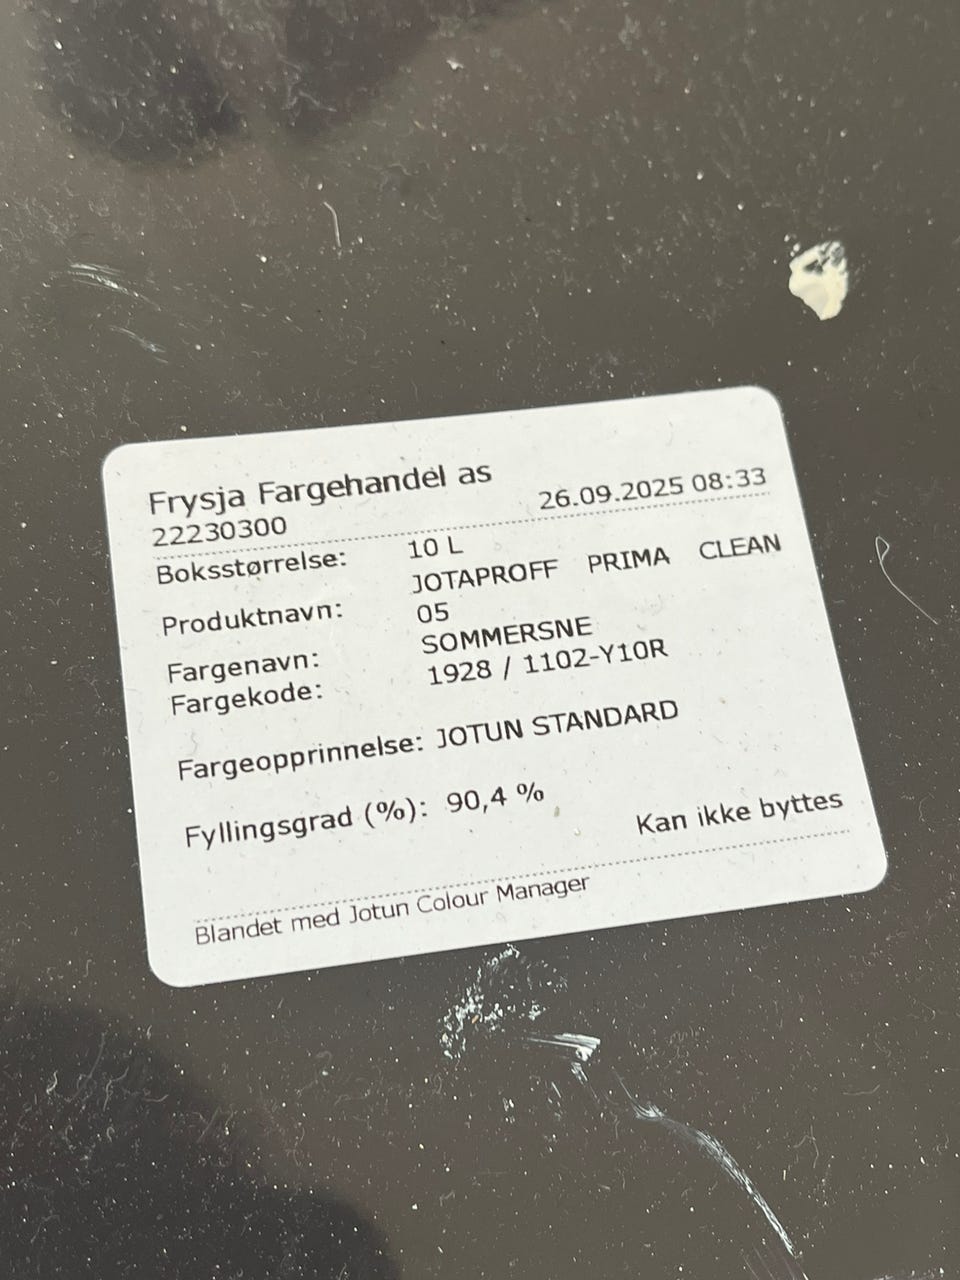 Frysja Fargehandel as
22230300 26.09.2025 08:33
Boksstørrelse: 10 L
Produktnavn: JOTAPROFF PRIMA CLEAN
05
Fargenavn: SOMMERSNE
Fargekode: 1928 / 1102-Y10R
Fargeopprinnelse: JOTUN STANDARD
Fyllingsgrad (%): 90,4 %
Kan ikke byttes
Blandet med Jotun Colour Manager